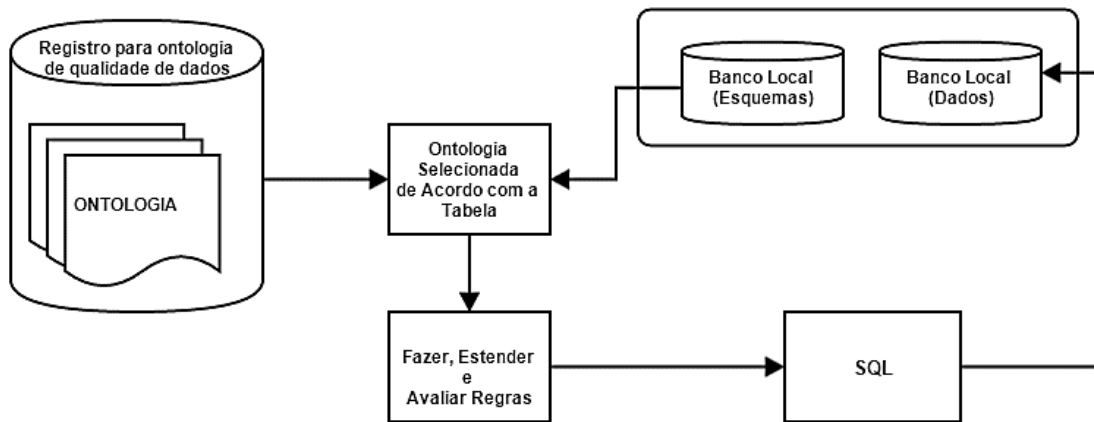 Registro para ontologia
de qualidade de dados
ONTOLOGIA
Banco Local
(Esquemas)
Banco Local
(Dados)
Ontologia
Selecionada
de Acordo com a
Tabela
Fazer, Estender
e
Avaliar Regras
SQL